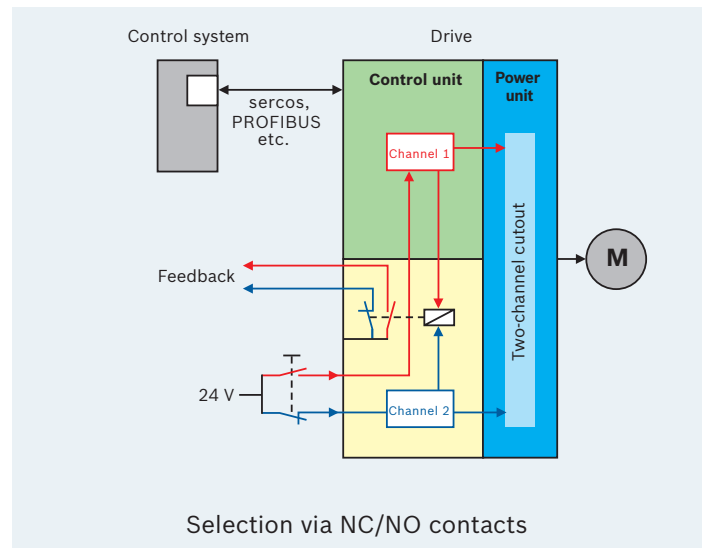 Control system
Drive
Control unit
Power
unit
sercos,
PROFIBUS
etc.
Channel 1
Two-channel cutout
M
Feedback
24 V
Channel 2
Selection via NC/NO contacts